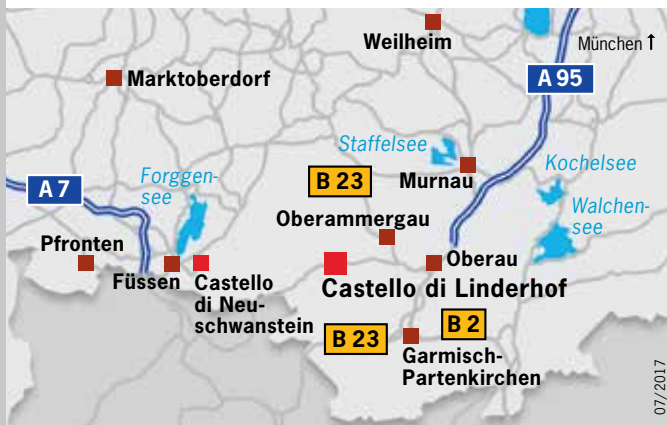 Weilheim
München ↑
Marktoberdorf
A 95
Staffelsee
Kochelsee
B 23
Murnau
Forggen-
see
A 7
Walchen-
see
Oberammergau
Pfronten
Füssen
Castello
di Neu-
schwanstein
Oberau
Castello di Linderhof
B 23
B 2
Garmisch-
Partenkirchen
07/2017